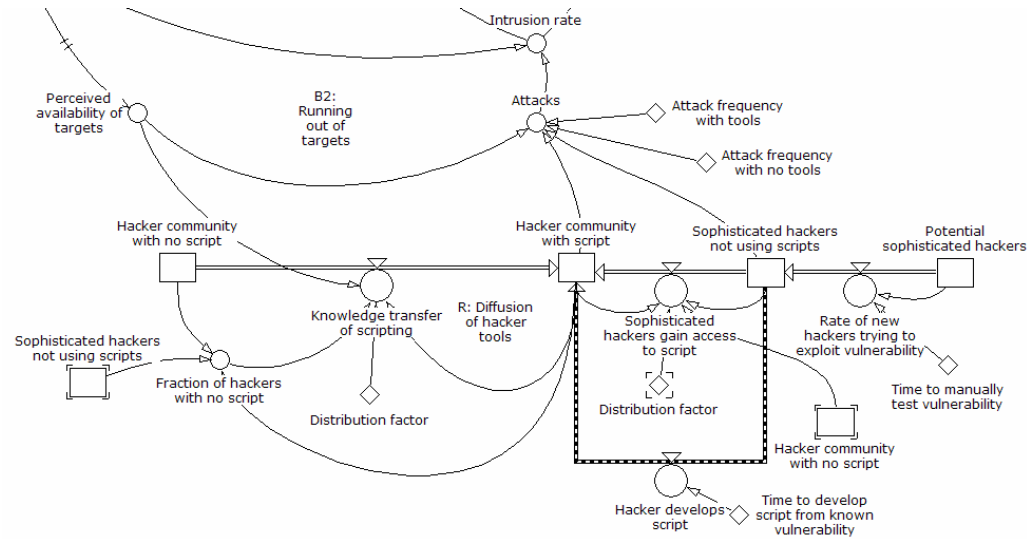 Intrusion rate
Perceived
availability of
targets
B2:
Running
out of
targets
Attacks
Attack frequency
with tools
Attack frequency
with no tools
Hacker community
with no script
Hacker community
with script
Sophisticated hackers
not using scripts
Potential
sophisticated hackers
Knowledge transfer
of scripting
R: Diffusion
of hacker
tools
Sophisticated
hackers gain access
to script
Rate of new
hackers trying to
exploit vulnerability
Sophisticated hackers
not using scripts
Fraction of hackers
with no script
Distribution factor
Distribution factor
Time to manually
test vulnerability
Hacker community
with no script
Hacker develops
script
Time to develop
script from known
vulnerability